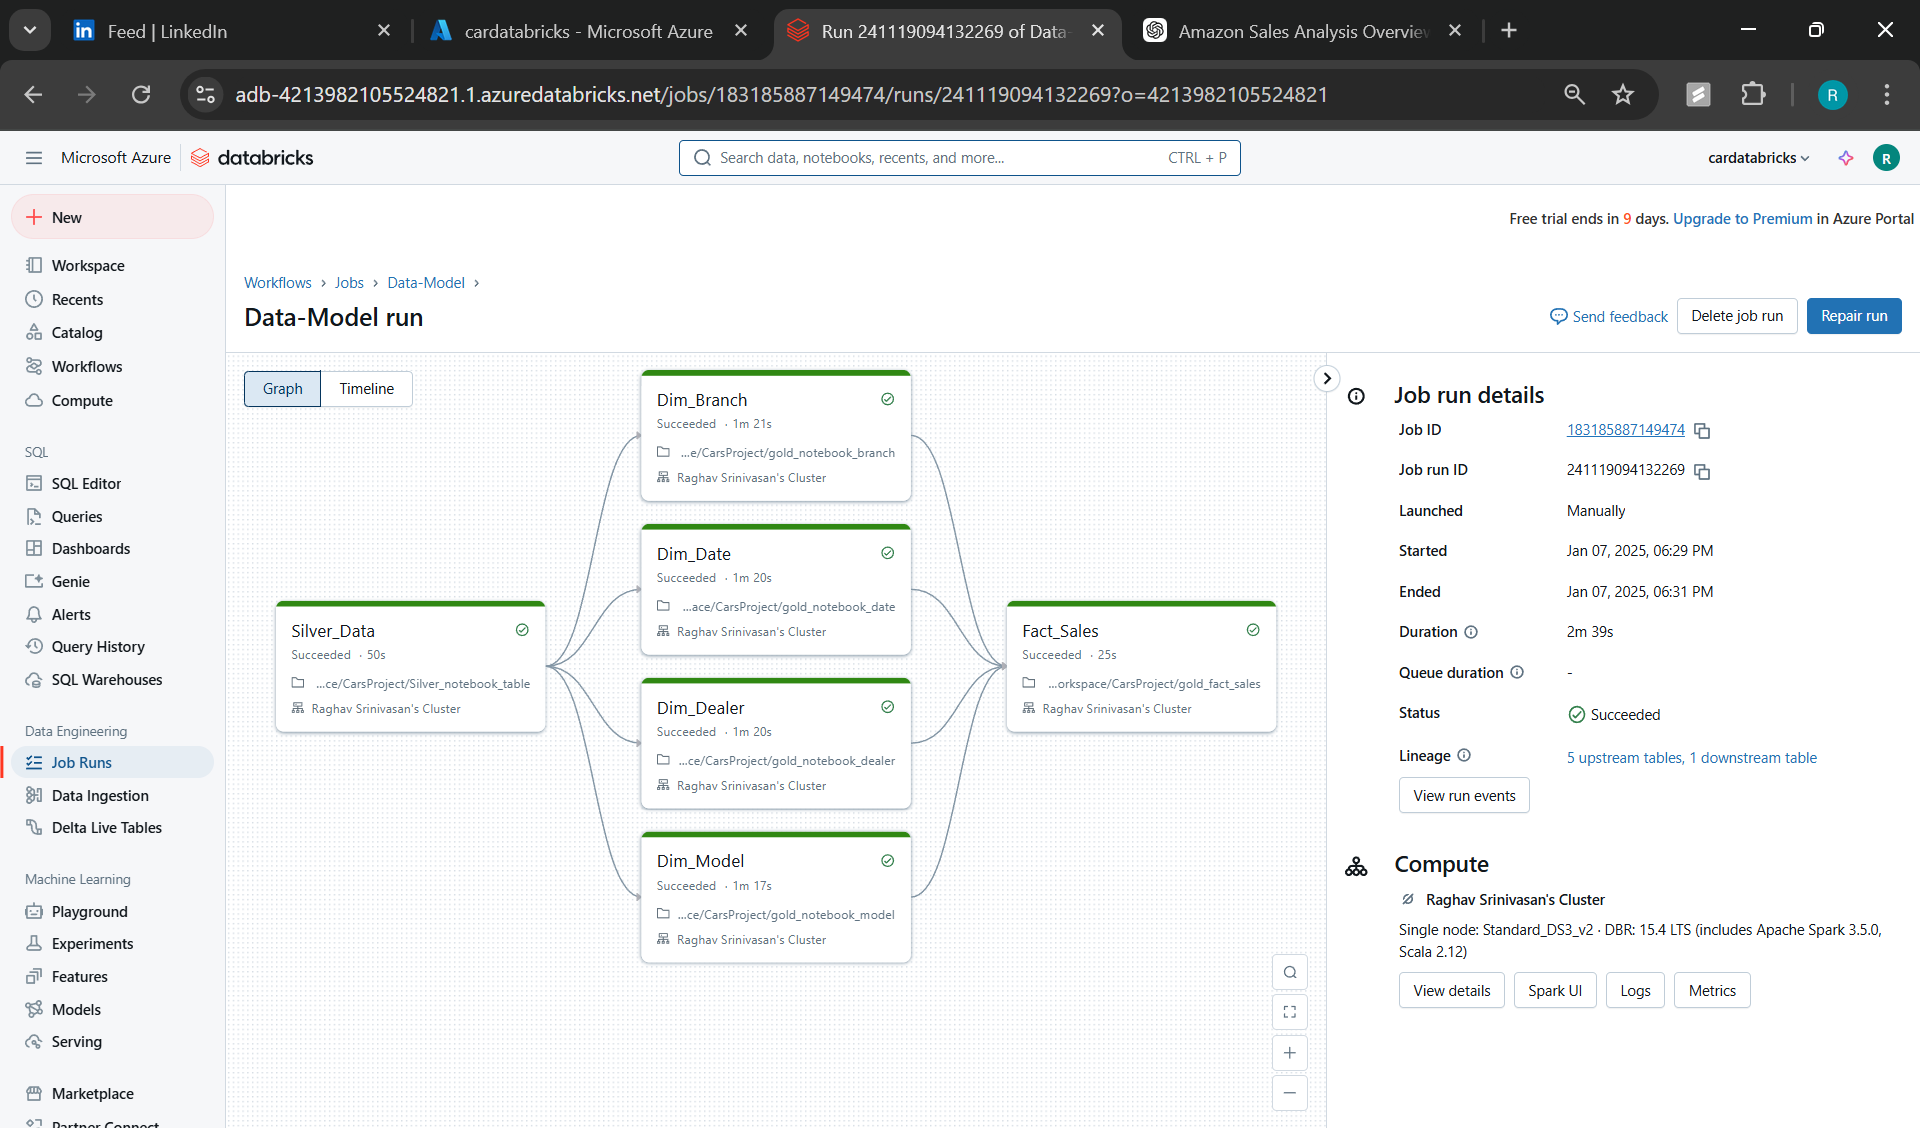 Feed | LinkedIn
cardatabricks - Microsoft Azure
Run 241119094132269 of Data-
Amazon Sales Analysis Overview
adb-4213982105524821.1.azuredatabricks.net/jobs/183185887149474/runs/241119094132269?o=4213982105524821
R
Microsoft Azure
databricks
Search data, notebooks, recents, and more...
CTRL + P
cardatabricks
R
New
Workspace
Recents
Catalog
Workflows
Compute
SQL
SQL Editor
Queries
Dashboards
Genie
Alerts
Query History
SQL Warehouses
Data Engineering
Job Runs
Data Ingestion
Delta Live Tables
Machine Learning
Playground
Experiments
Features
Models
Serving
Marketplace
Partner Connect
Free trial ends in 9 days. Upgrade to Premium in Azure Portal
Workflows > Jobs > Data-Model >
Data-Model run
Send feedback
Delete job run
Repair run
Graph
Timeline
Silver_Data
Succeeded · 50s
...ce/CarsProject/Silver_notebook_table
Raghav Srinivasan's Cluster
Dim_Branch
Succeeded · 1m 21s
...e/CarsProject/gold_notebook_branch
Raghav Srinivasan's Cluster
Dim_Date
Succeeded · 1m 20s
...ace/CarsProject/gold_notebook_date
Raghav Srinivasan's Cluster
Dim_Dealer
Succeeded · 1m 20s
...ce/CarsProject/gold_notebook_dealer
Raghav Srinivasan's Cluster
Dim_Model
Succeeded · 1m 17s
...ce/CarsProject/gold_notebook_model
Raghav Srinivasan's Cluster
Fact_Sales
Succeeded · 25s
...orkspace/CarsProject/gold_fact_sales
Raghav Srinivasan's Cluster
Job run details
Job ID 183185887149474
Job run ID 241119094132269
Launched Manually
Started Jan 07, 2025, 06:29 PM
Ended Jan 07, 2025, 06:31 PM
Duration 2m 39s
Queue duration -
Status Succeeded
Lineage 5 upstream tables, 1 downstream table
View run events
Compute
Raghav Srinivasan's Cluster
Single node: Standard_DS3_v2 · DBR: 15.4 LTS (includes Apache Spark 3.5.0,
Scala 2.12)
View details
Spark UI
Logs
Metrics